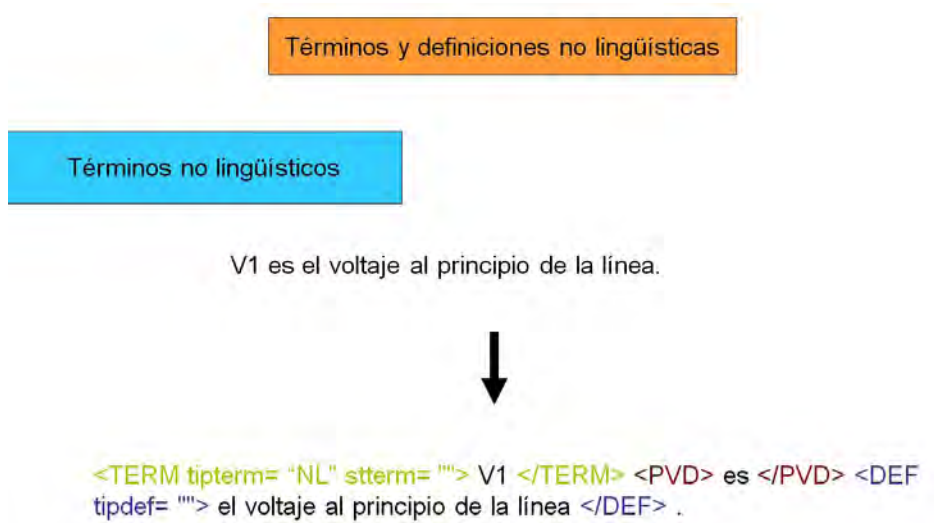 Términos y definiciones no lingüísticas
Términos no lingüísticos
V1 es el voltaje al principio de la línea.
<TERM tipterm= “NL” stterm= ""> V1 </TERM> <PVD> es </PVD> <DEF
tipdef= ""> el voltaje al principio de la línea </DEF> .